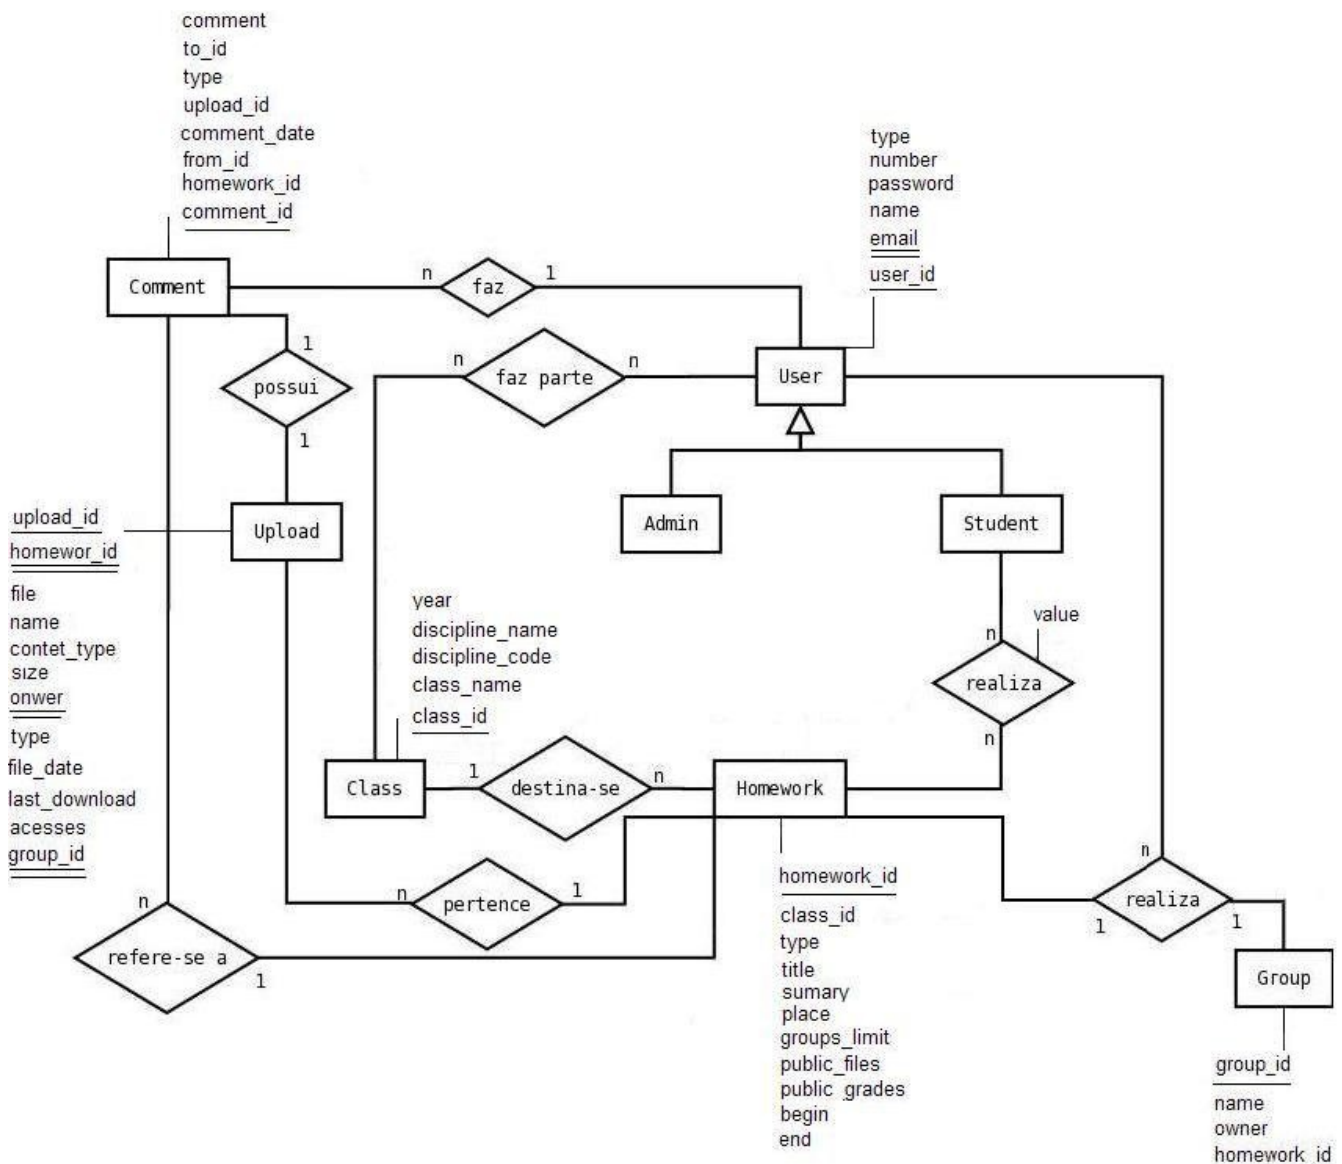 comment
to_id
type
upload_id
comment_date
from_id
homework_id
comment_id
type
number
password
name
email
user_id
Comment
n
faz
1
1
possui
1
n
faz parte
n
User
Admin
Student
upload_id
homewor_id
file
name
contet_type
size
onwer
type
file_date
last_download
acesses
group_id
Upload
year
discipline_name
discipline_code
class_name
class_id
n
value
realiza
n
Class
1
destina-se
n
Homework
n
pertence
1
n
refere-se a
1
homework_id
class_id
type
title
sumary
place
groups_limit
public_files
public_grades
begin
end
n
realiza
1
1
Group
group_id
name
owner
homework_id